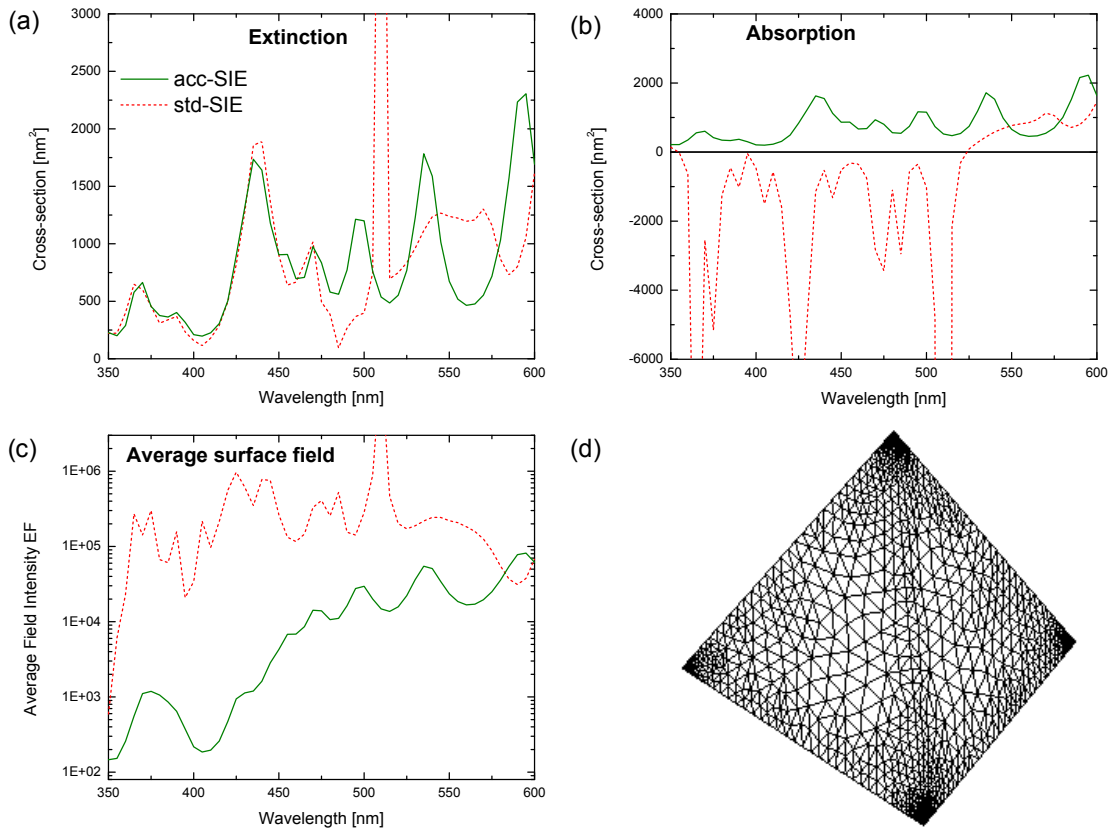 (a)
Extinction
acc-SIE
std-SIE
Cross-section [nm²]
3000
2500
2000
1500
1000
500
0
350 400 450 500 550 600
Wavelength [nm]
(b)
Absorption
Cross-section [nm²]
4000
2000
0
-2000
-4000
-6000
350 400 450 500 550 600
Wavelength [nm]
(c)
Average surface field
Average Field Intensity EF
1E+06
1E+05
1E+04
1E+03
1E+02
350 400 450 500 550 600
Wavelength [nm]
(d)